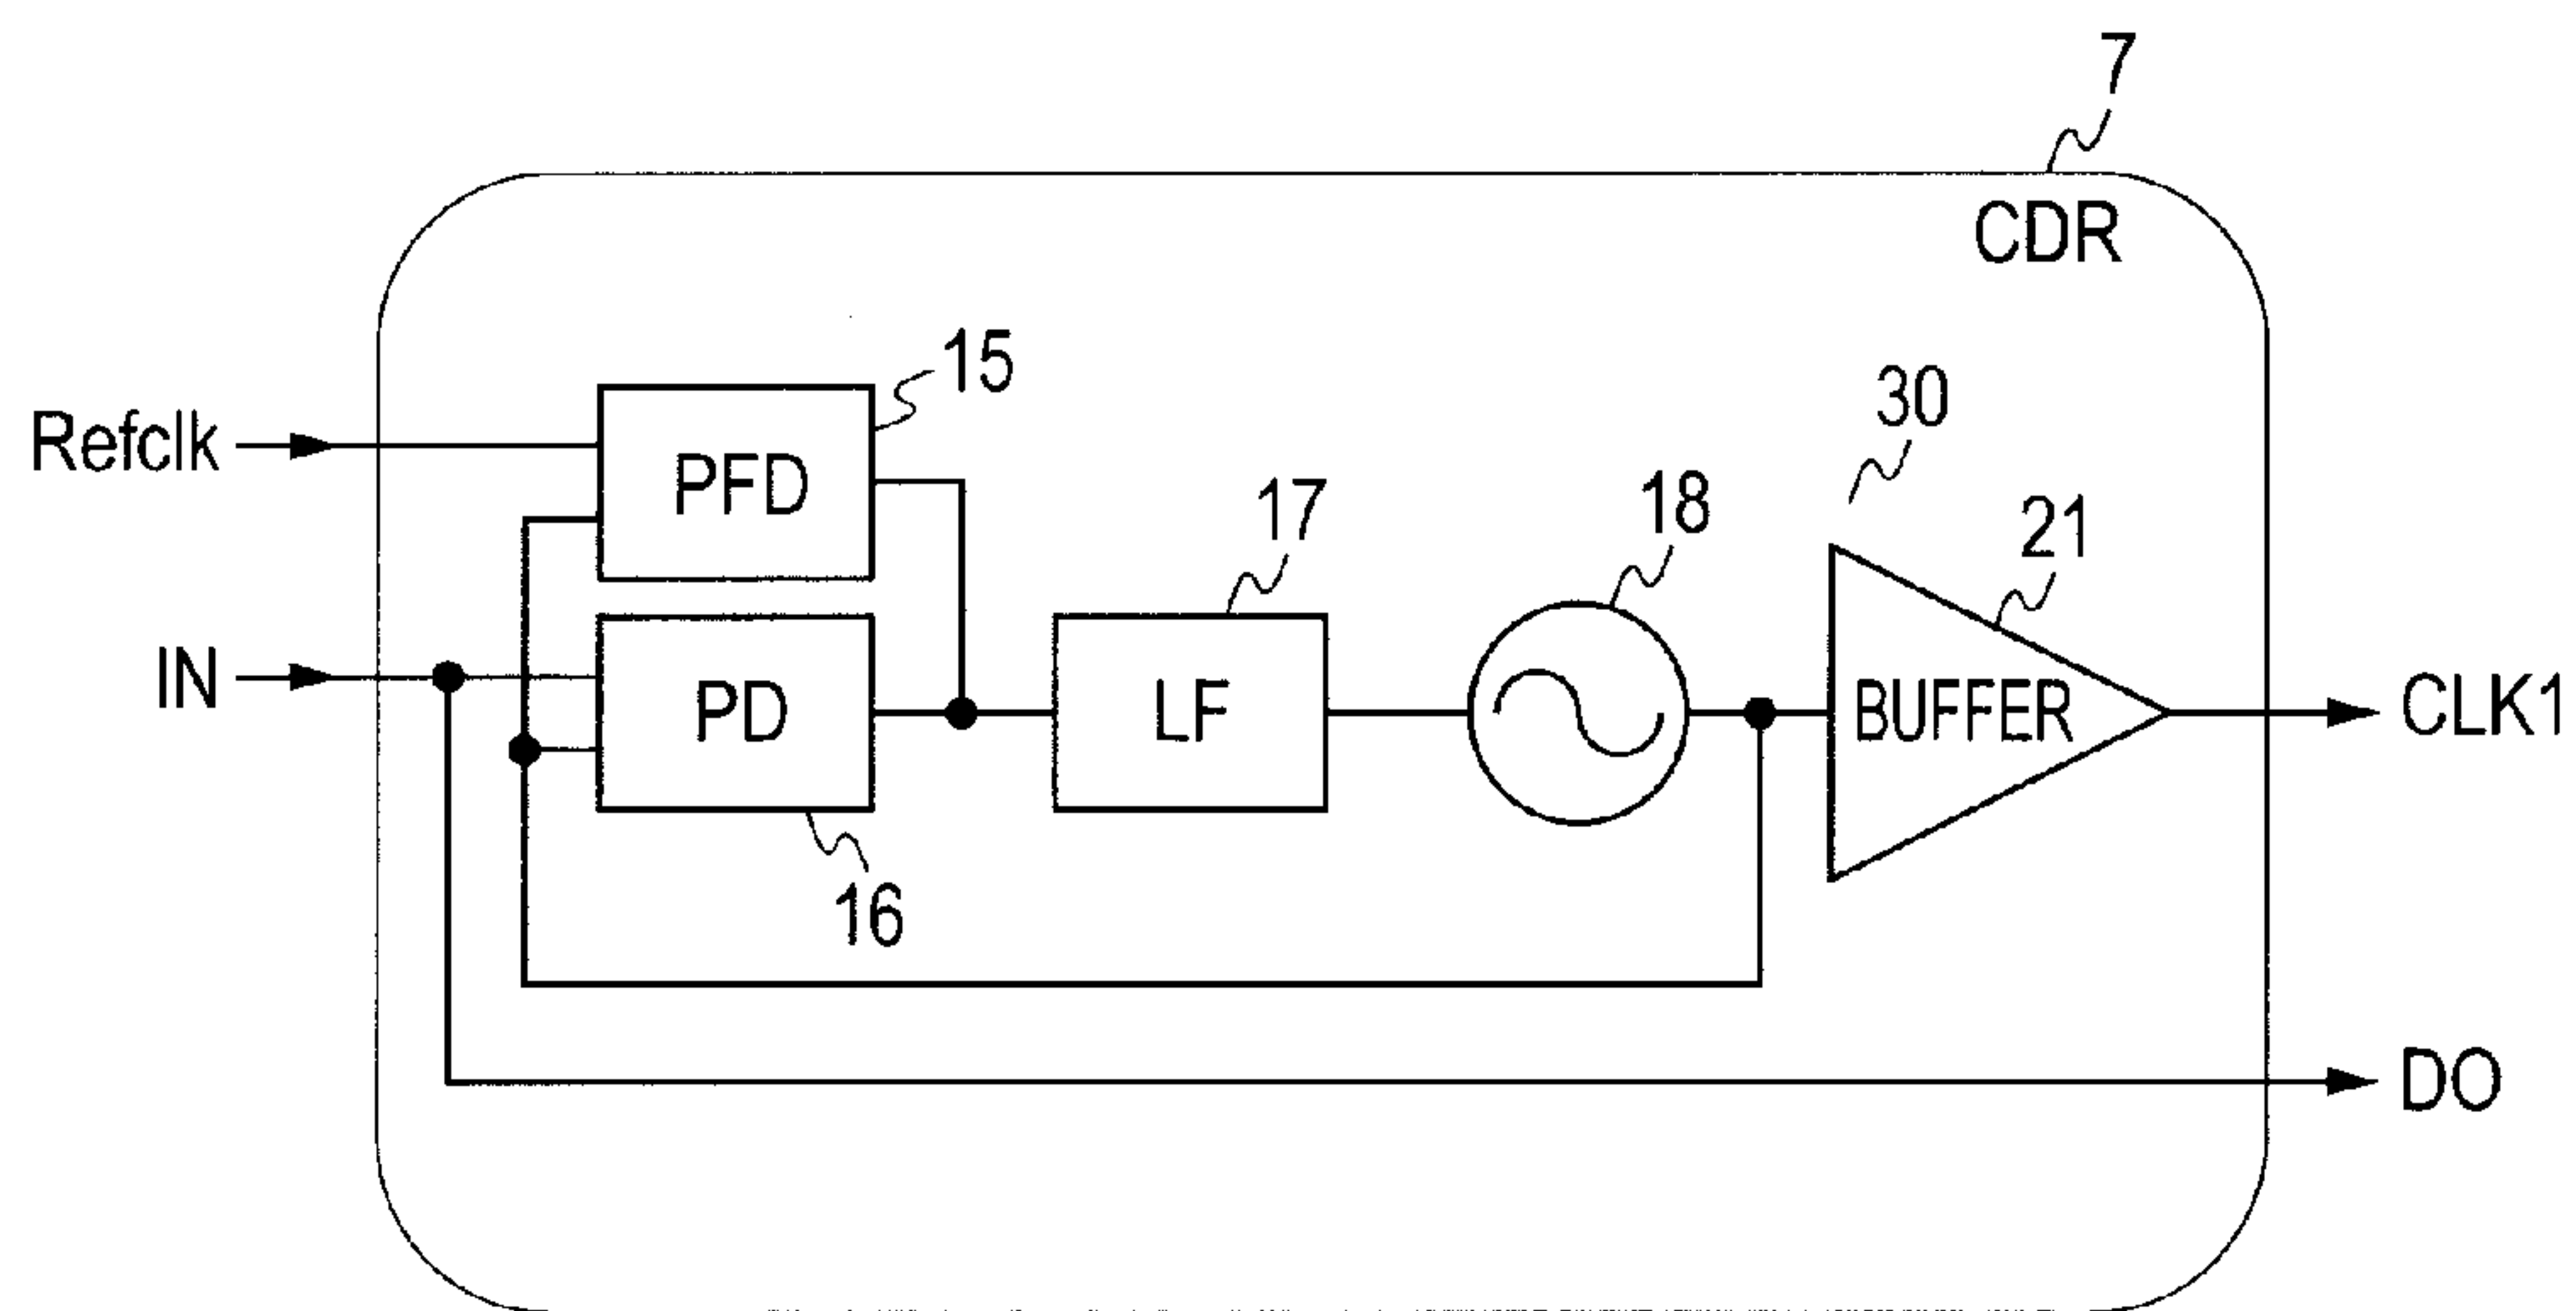 7
CDR
15
30
Refclk
PFD
17
18
21
IN
PD
LF
BUFFER
CLK1
16
DO